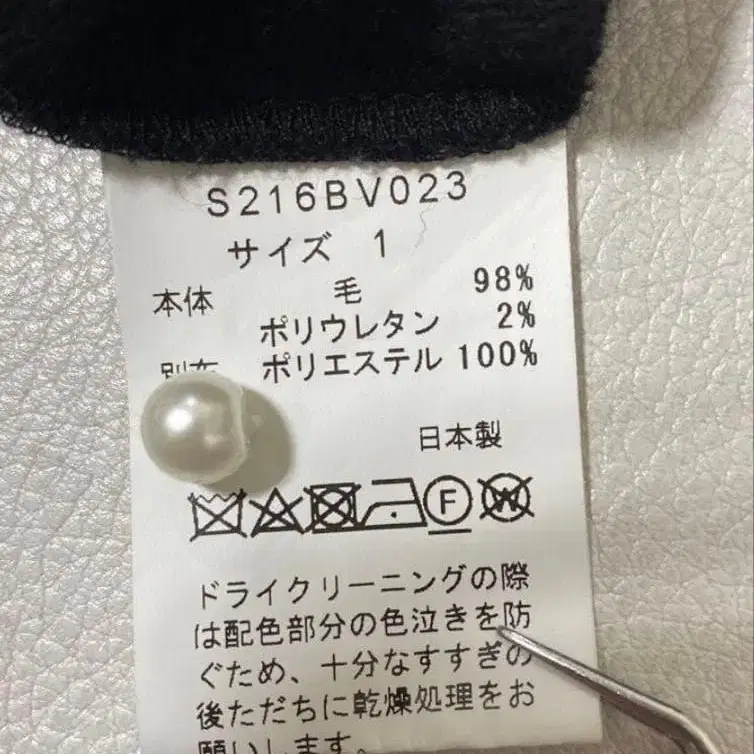 S216BV023
サイズ 1
本体 毛 98%
ポリウレタン 2%
別布 ポリエステル 100%
日本製
F W
ドライクリーニングの際
は配色部分の色泣きを防
ぐため、十分なすすぎの
後ただちに乾燥処理をお
願いします。